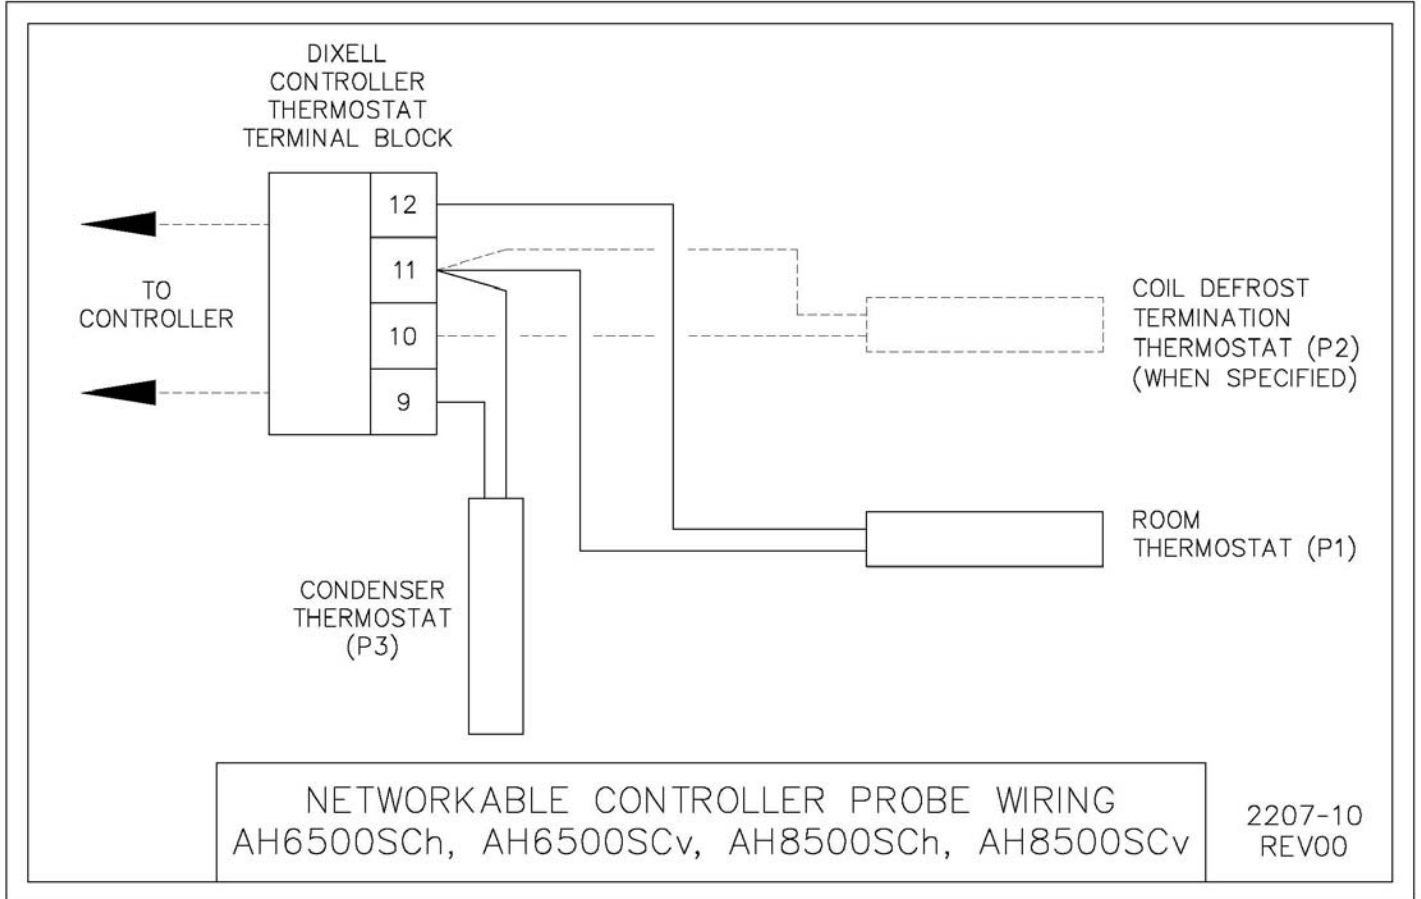 DIXELL
CONTROLLER
THERMOSTAT
TERMINAL BLOCK
12
11
10
9
TO
CONTROLLER
COIL DEFROST
TERMINATION
THERMOSTAT (P2)
(WHEN SPECIFIED)
ROOM
THERMOSTAT (P1)
CONDENSER
THERMOSTAT
(P3)
NETWORKABLE CONTROLLER PROBE WIRING
AH6500SCh, AH6500SCv, AH8500SCh, AH8500SCv
2207-10
REV00